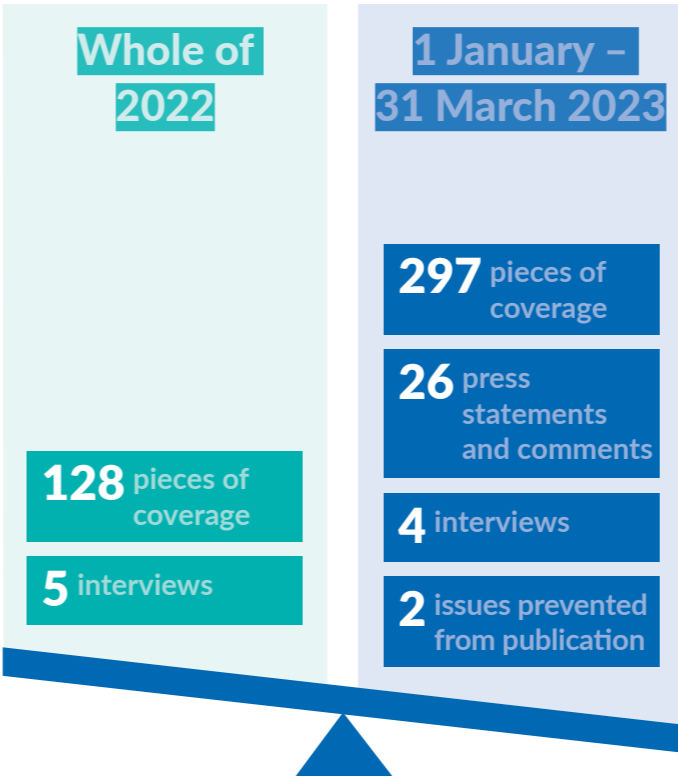 Whole of
2022
128 pieces of
coverage
5 interviews
1 January –
31 March 2023
297 pieces of
coverage
26 press
statements
and comments
4 interviews
2 issues prevented
from publication